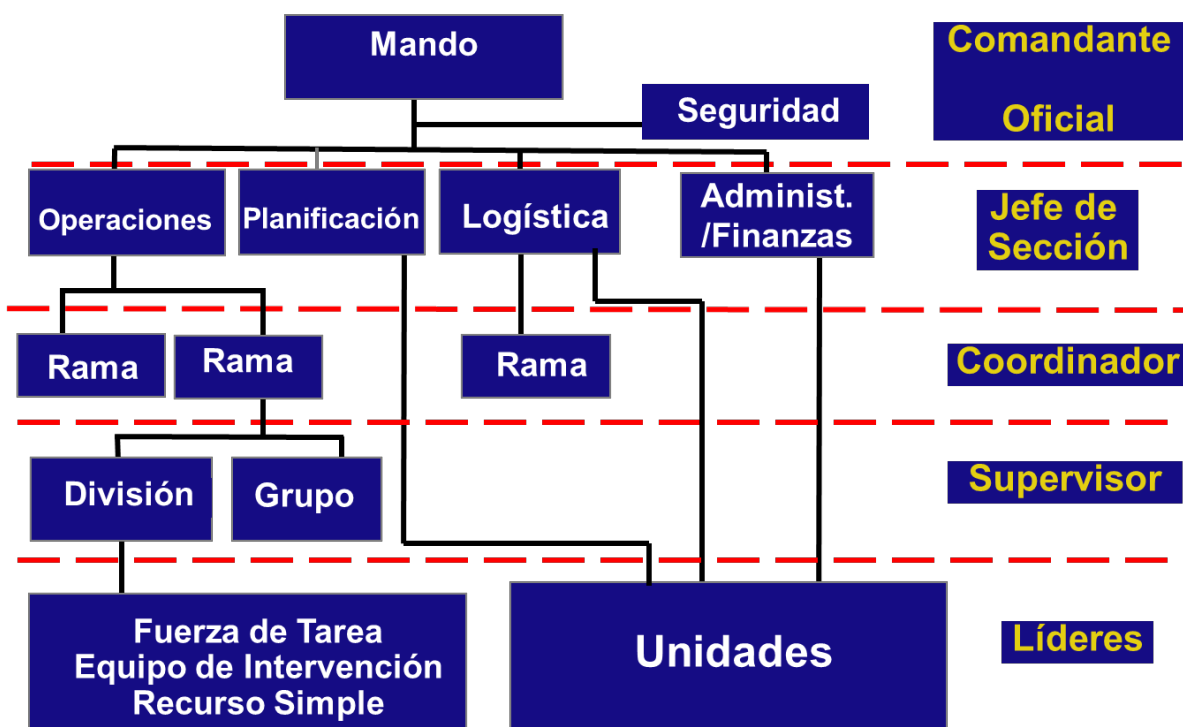 Mando
Comandante
Oficial
Seguridad
Operaciones
Planificación
Logística
Administ.
/Finanzas
Jefe de
Sección
Rama
Rama
Rama
Coordinador
División
Grupo
Supervisor
Fuerza de Tarea
Equipo de Intervención
Recurso Simple
Unidades
Líderes